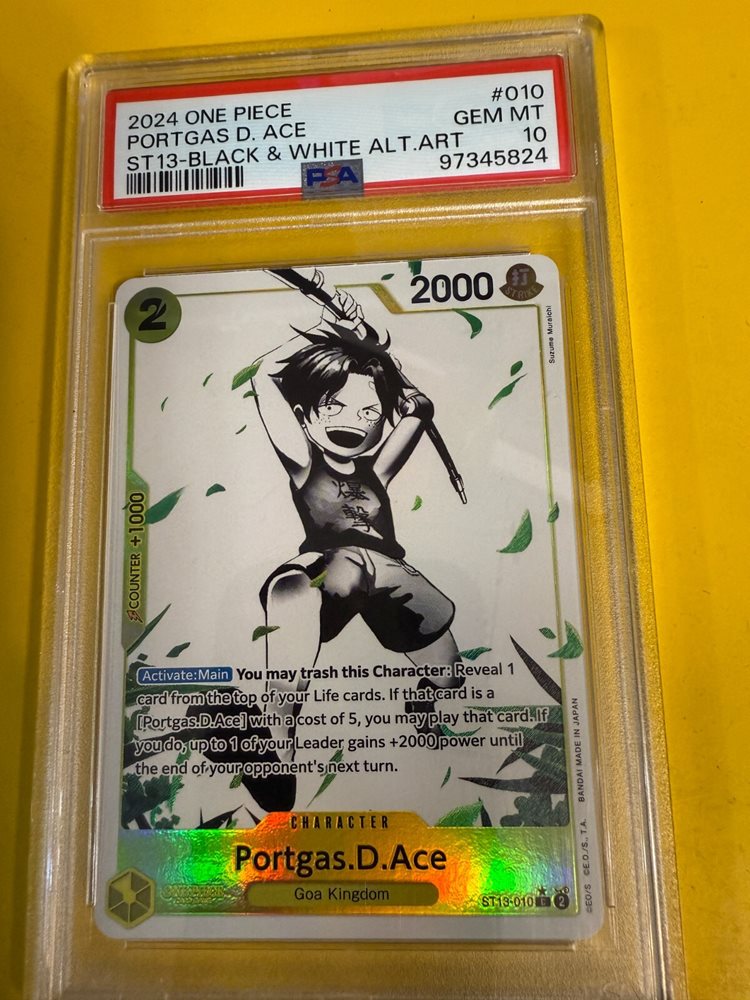 2024 ONE PIECE #010
PORTGAS D. ACE GEM MT
ST13-BLACK & WHITE ALT.ART 10
97345824
PSA
2
2000
打
STRIKE
Suzume Muraichi
COUNTER +1000
爆
Activate:Main You may trash this Character: Reveal 1
card from the top of your Life cards. If that card is a
[Portgas.D.Ace] with a cost of 5, you may play that card. If
you do, up to 1 of your Leader gains +2000 power until
the end of your opponent's next turn.
CHARACTER
Portgas.D.Ace
Goa Kingdom
ST13-010
2
©EO/S ©E.O./S., T.A. BANDAI MADE IN JAPAN